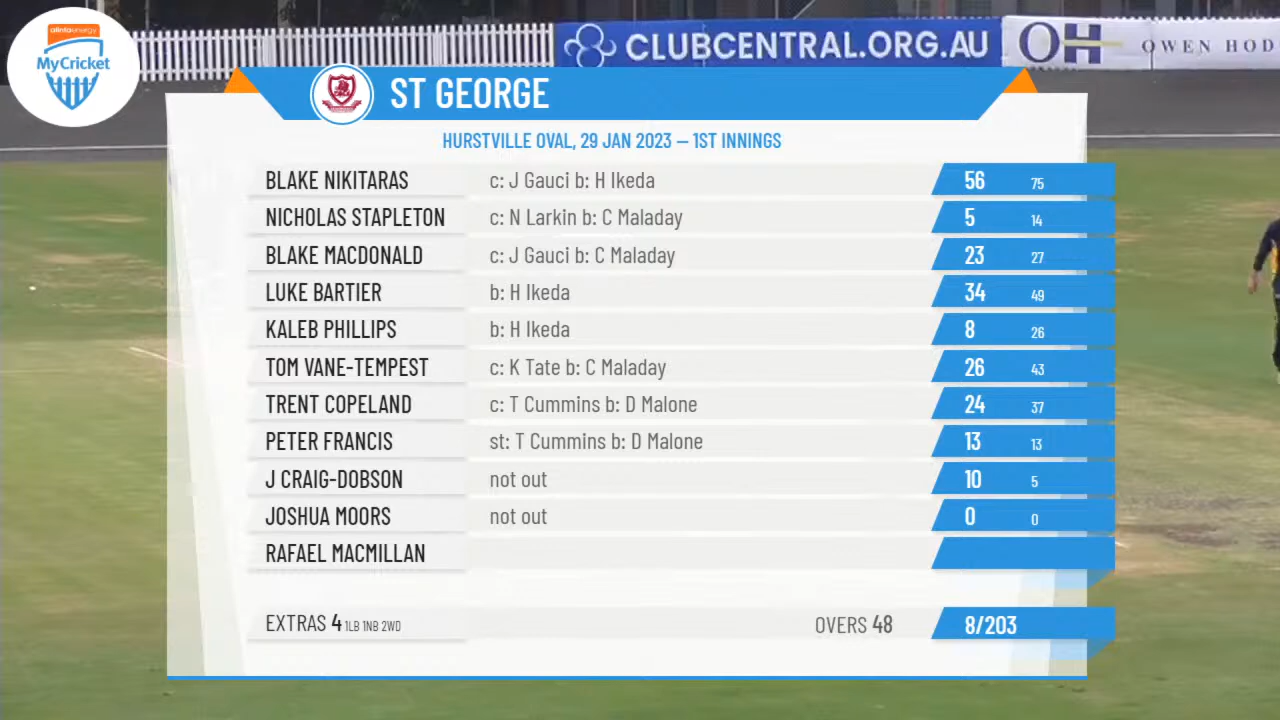 alintaenergy
MyCricket
CLUBCENTRAL.ORG.AU
OH OWEN HOD
ST GEORGE
HURSTVILLE OVAL, 29 JAN 2023 – 1ST INNINGS
BLAKE NIKITARAS c: J Gauci b: H Ikeda 56 75
NICHOLAS STAPLETON c: N Larkin b: C Maladay 5 14
BLAKE MACDONALD c: J Gauci b: C Maladay 23 27
LUKE BARTIER b: H Ikeda 34 49
KALEB PHILLIPS b: H Ikeda 8 26
TOM VANE-TEMPEST c: K Tate b: C Maladay 26 43
TRENT COPELAND c: T Cummins b: D Malone 24 37
PETER FRANCIS st: T Cummins b: D Malone 13 13
J CRAIG-DOBSON not out 10 5
JOSHUA MOORS not out 0 0
RAFAEL MACMILLAN
EXTRAS 4 1LB 1NB 2WD OVERS 48 8/203